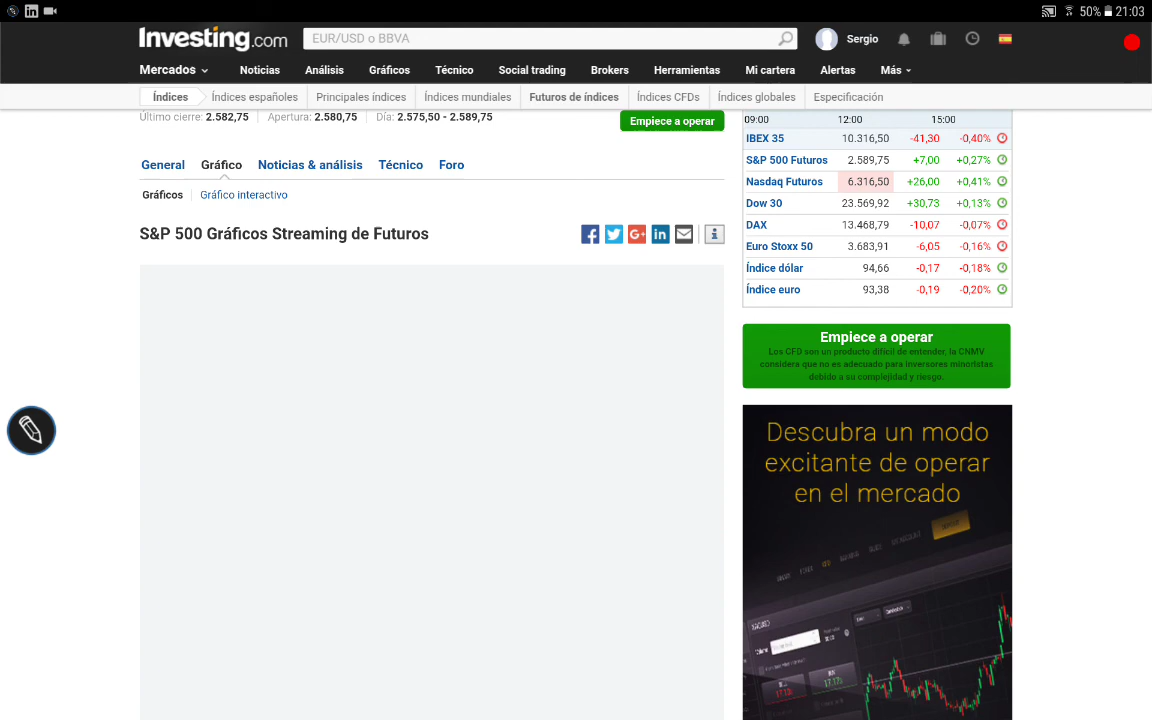 50% 21:03
Investing.com
EUR/USD o BBVA
Sergio
Mercados Noticias Análisis Gráficos Técnico Social trading Brokers Herramientas Mi cartera Alertas Más
Índices Índices españoles Principales índices Índices mundiales Futuros de índices Índices CFDs Índices globales Especificación
Último cierre: 2.582,75 Apertura: 2.580,75 Día: 2.575,50 - 2.589,75
Empiece a operar
General Gráfico Noticias & análisis Técnico Foro
Gráficos Gráfico interactivo
S&P 500 Gráficos Streaming de Futuros
09:00 12:00 15:00
IBEX 35 10.316,50 -41,30 -0,40%
S&P 500 Futuros 2.589,75 +7,00 +0,27%
Nasdaq Futuros 6.316,50 +26,00 +0,41%
Dow 30 23.569,92 +30,73 +0,13%
DAX 13.468,79 -10,07 -0,07%
Euro Stoxx 50 3.683,91 -6,05 -0,16%
Índice dólar 94,66 -0,17 -0,18%
Índice euro 93,38 -0,19 -0,20%
Empiece a operar
Los CFD son un producto difícil de entender, la CNMV
considera que no es adecuado para inversores minoristas
debido a su complejidad y riesgo.
Descubra un modo
excitante de operar
en el mercado